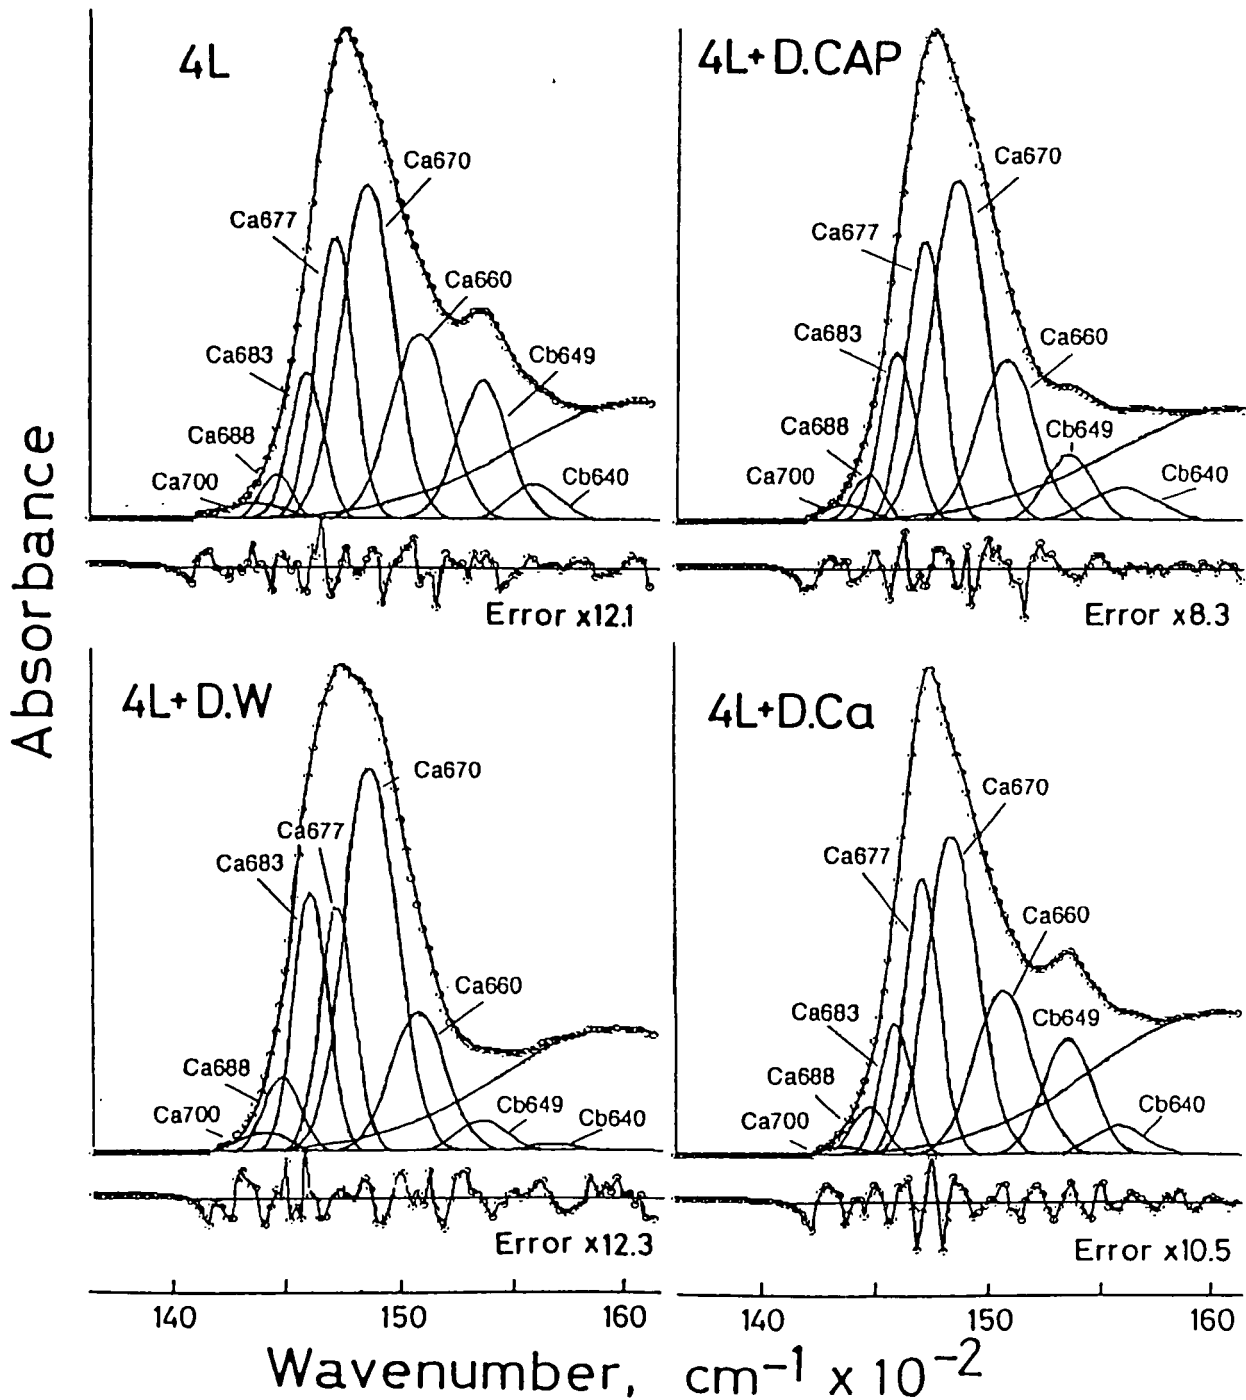 Absorbance
4L
Ca670
Ca677
Ca660
Ca683
Cb649
Ca688
Ca700
Cb640
Error x12.1
4L+D.CAP
Ca670
Ca677
Ca683
Ca660
Ca688
Cb649
Ca700
Cb640
Error x8.3
4L+D.W
Ca670
Ca677
Ca683
Ca660
Ca688
Ca700
Cb649
Cb640
Error x12.3
4L+D.Ca
Ca670
Ca677
Ca660
Ca683
Cb649
Ca688
Ca700
Cb640
Error x10.5
140 150 160
140 150 160
Wavenumber, cm⁻¹ x 10⁻²